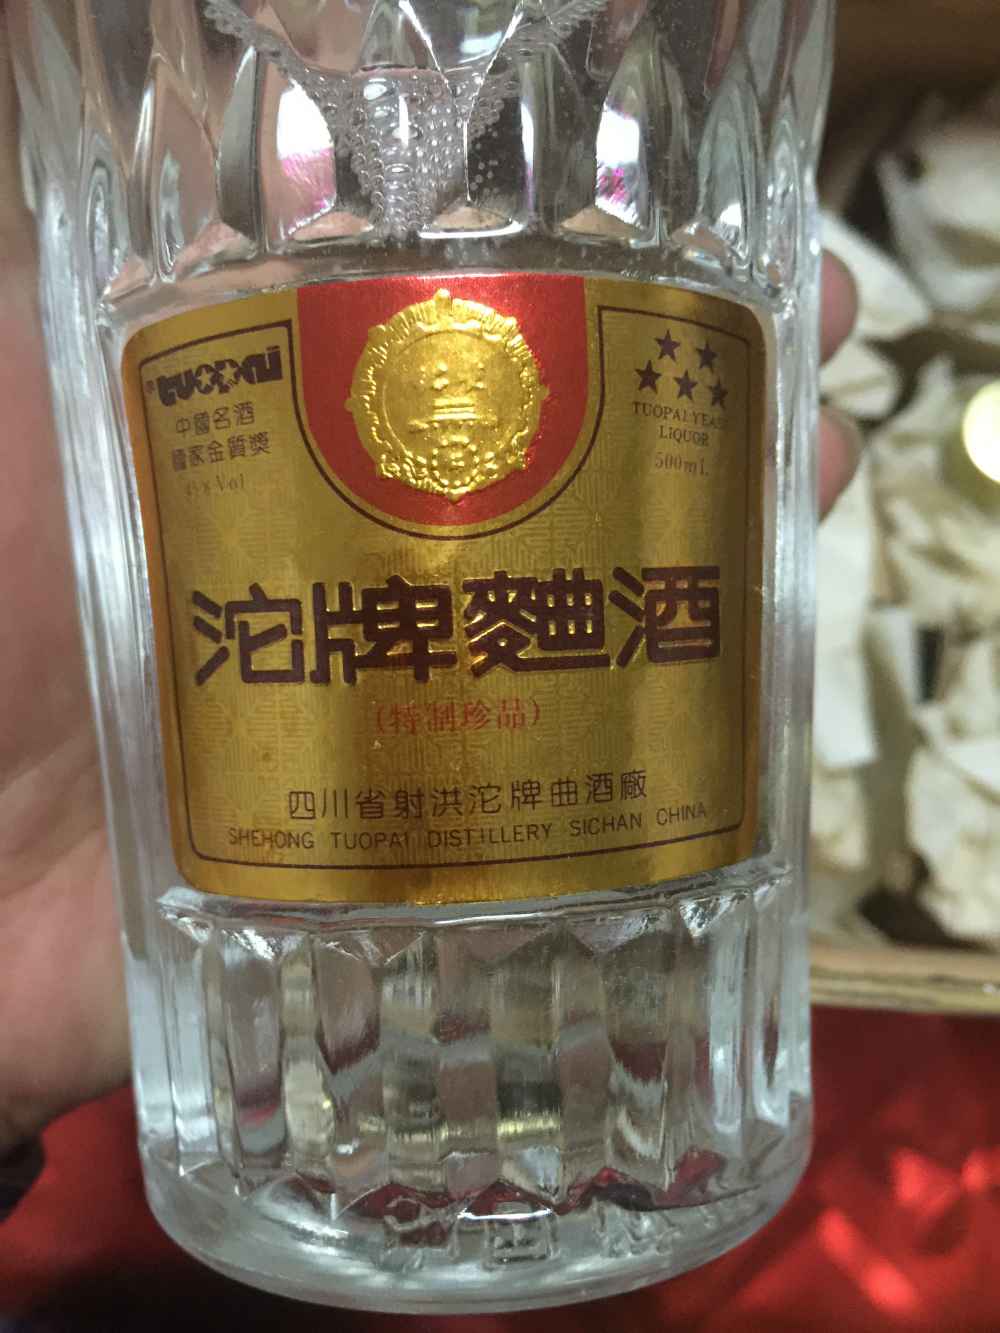 tuopai
中國名酒
國家金質獎
TUOPAI YEAS
LIQUOR
500mL
沱牌麯酒
(特制珍品)
四川省射洪沱牌曲酒廠
SHEHONG TUOPAI DISTILLERY SICHAN CHINA